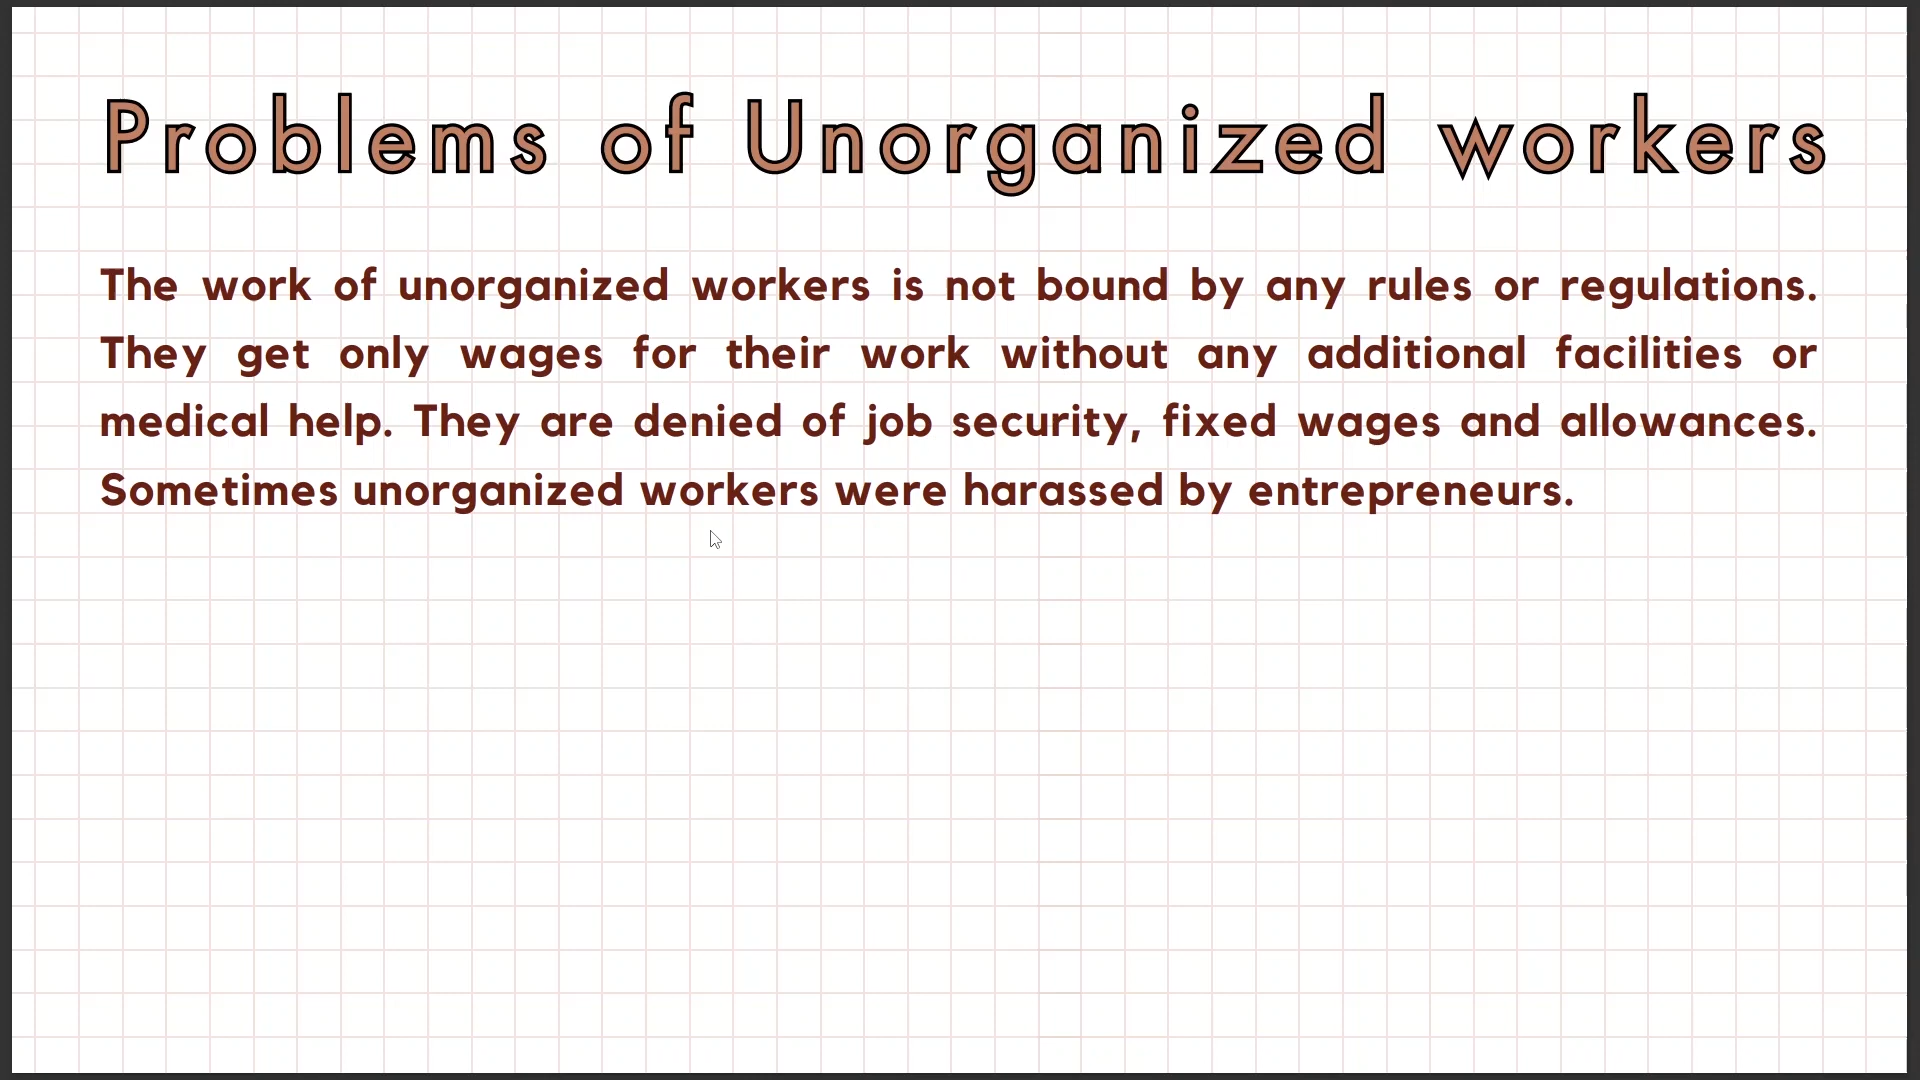 Problems of Unorganized workers
The work of unorganized workers is not bound by any rules or regulations.
They get only wages for their work without any additional facilities or
medical help. They are denied of job security, fixed wages and allowances.
Sometimes unorganized workers were harassed by entrepreneurs.